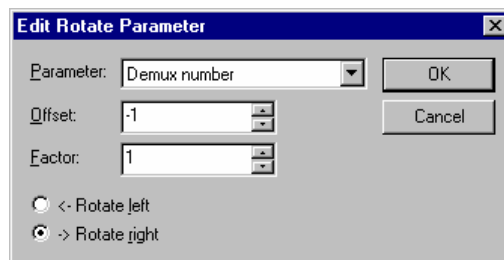 Edit Rotate Parameter
Parameter: Demux number
OK
Offset: -1
Cancel
Factor: 1
<- Rotate left
-> Rotate right